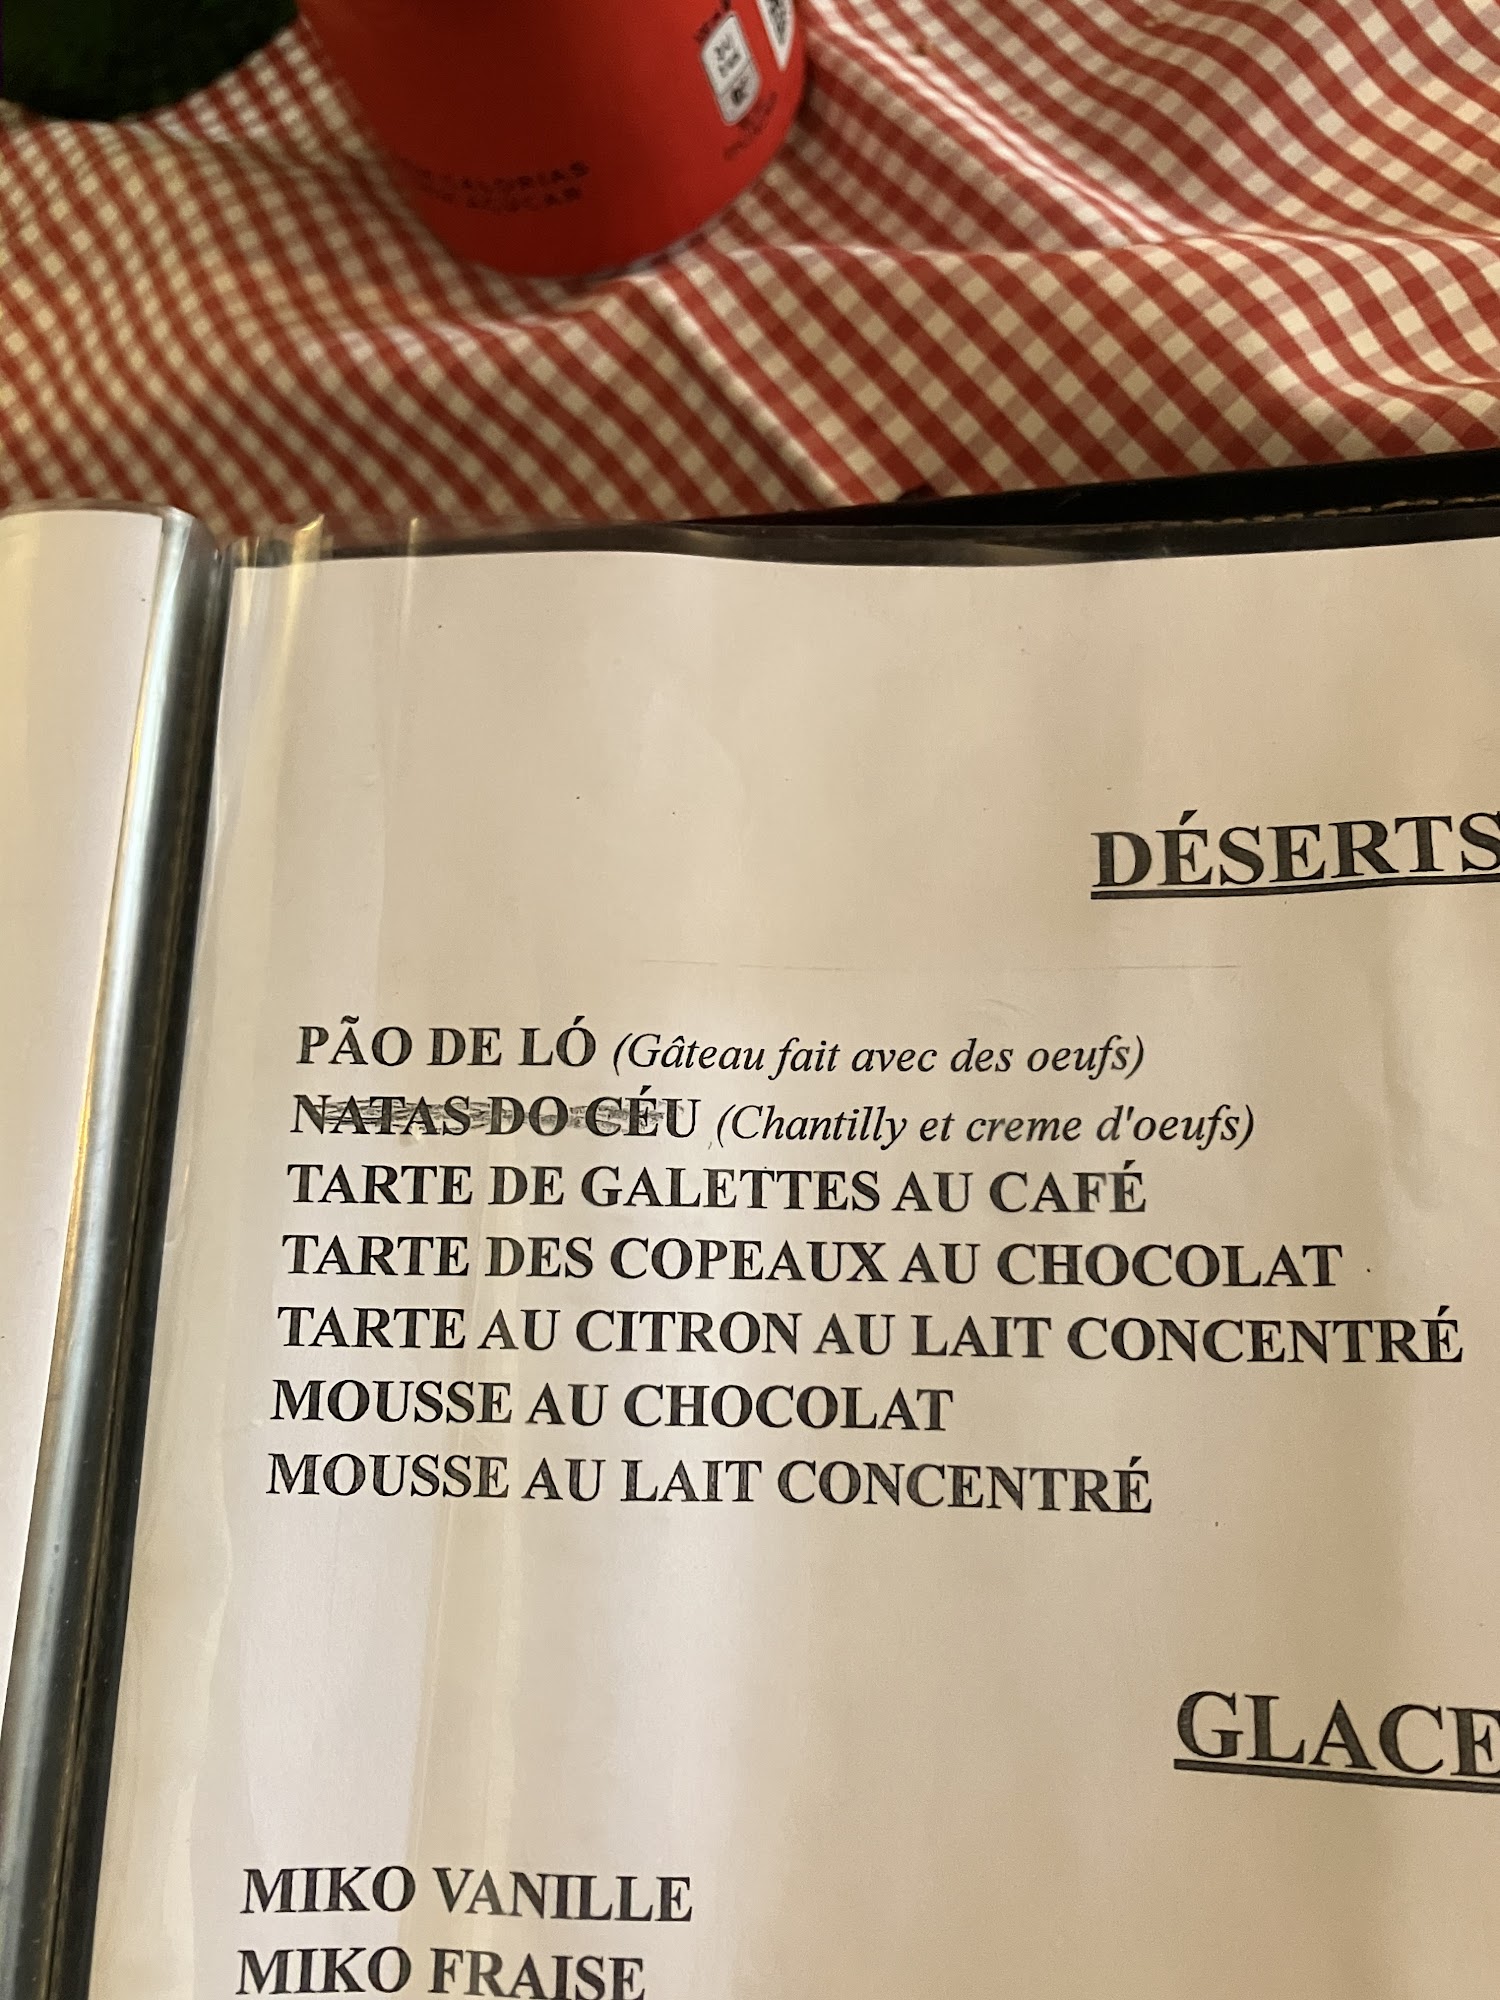 CALORIAS
AÇÚCAR
DÉSERTS
PÃO DE LÓ (Gâteau fait avec des oeufs)
NATAS DO CÉU (Chantilly et creme d'oeufs)
TARTE DE GALETTES AU CAFÉ
TARTE DES COPEAUX AU CHOCOLAT
TARTE AU CITRON AU LAIT CONCENTRÉ
MOUSSE AU CHOCOLAT
MOUSSE AU LAIT CONCENTRÉ
GLACE
MIKO VANILLE
MIKO FRAISE